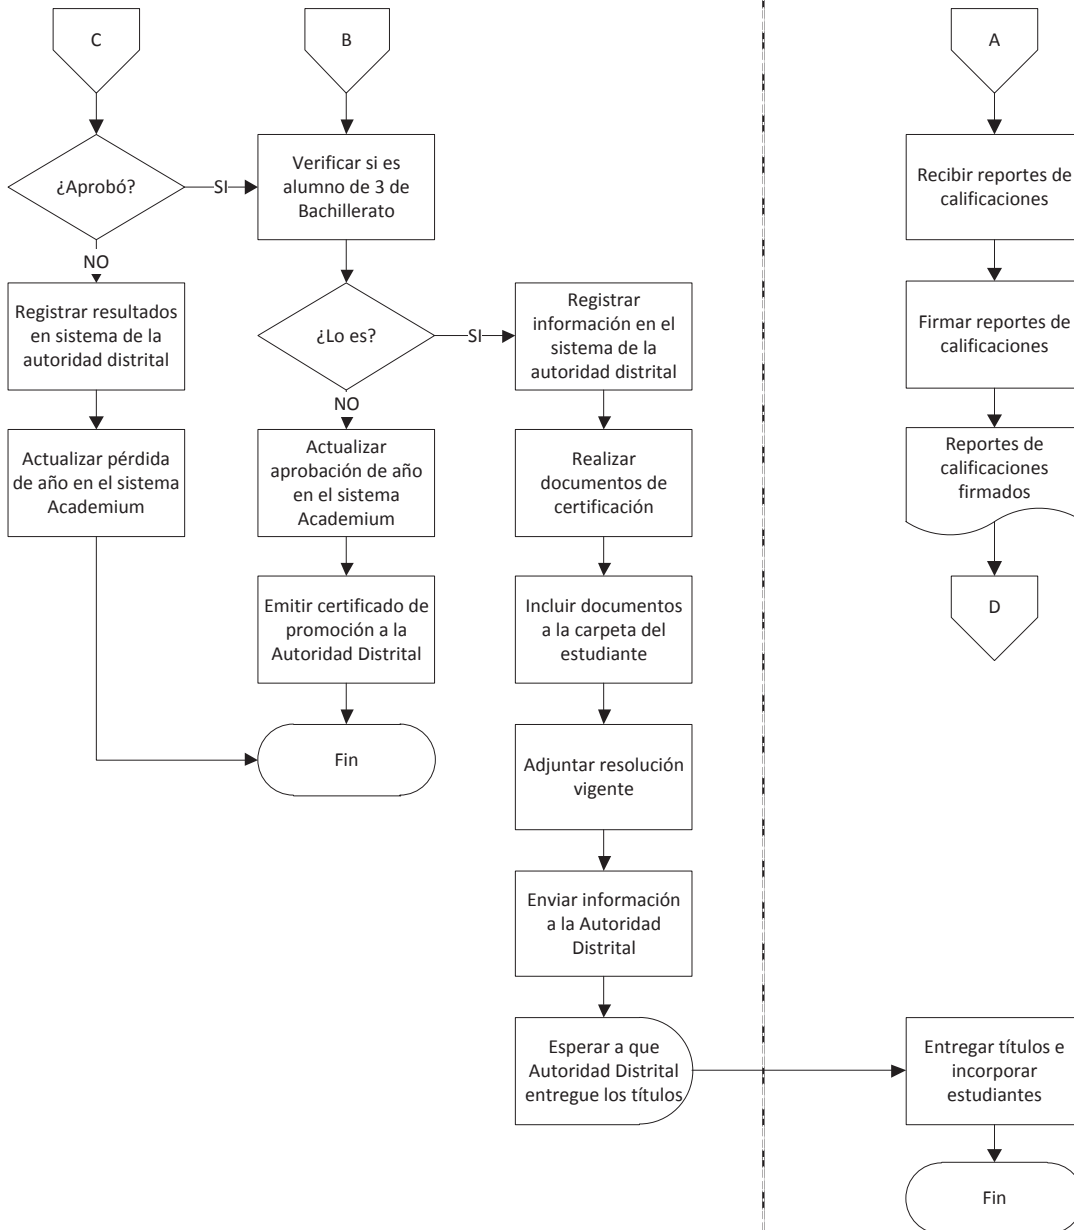 C
B
A
¿Aprobó?
SI
Verificar si es
alumno de 3 de
Bachillerato
Recibir reportes de
calificaciones
NO
Registrar resultados
en sistema de la
autoridad distrital
¿Lo es?
SI
Registrar
información en el
sistema de la
autoridad distrital
Firmar reportes de
calificaciones
NO
Actualizar pérdida
de año en el sistema
Academium
Actualizar
aprobación de año
en el sistema
Academium
Realizar
documentos de
certificación
Reportes de
calificaciones
firmados
Emitir certificado de
promoción a la
Autoridad Distrital
Incluir documentos
a la carpeta del
estudiante
D
Fin
Adjuntar resolución
vigente
Enviar información
a la Autoridad
Distrital
Esperar a que
Autoridad Distrital
entregue los títulos
Entregar títulos e
incorporar
estudiantes
Fin